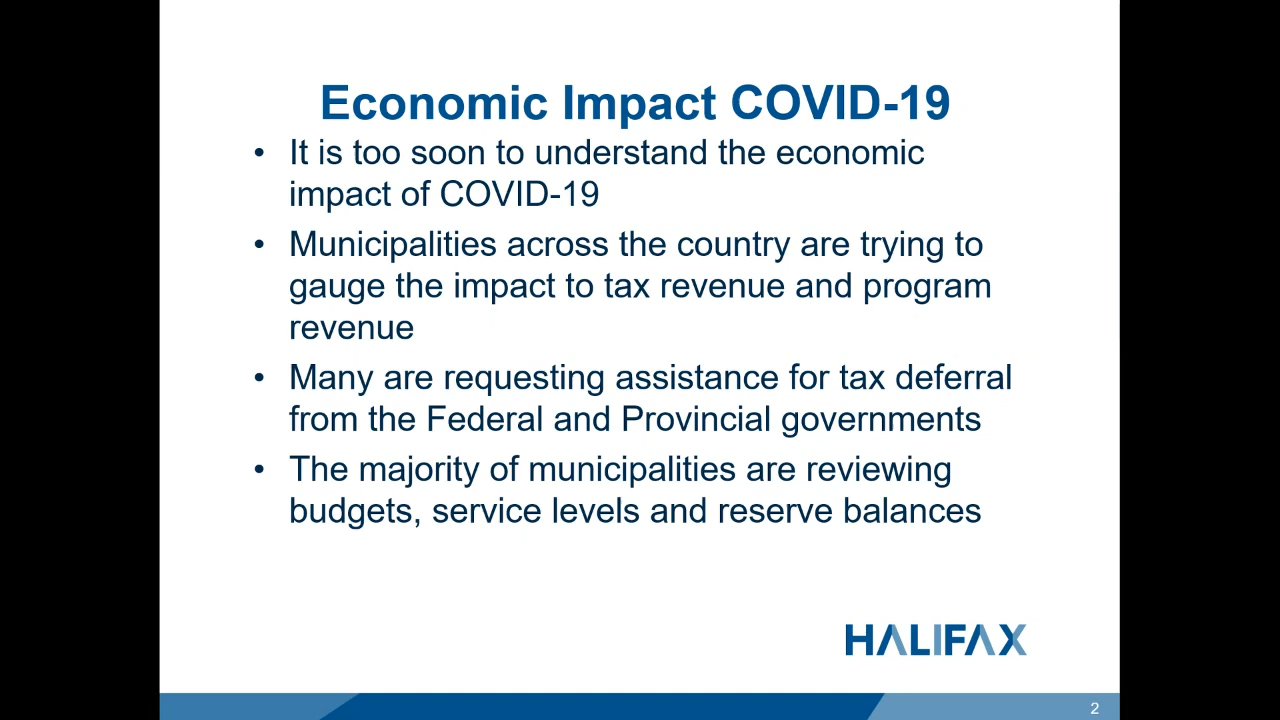 Economic Impact COVID-19
• It is too soon to understand the economic
impact of COVID-19
• Municipalities across the country are trying to
gauge the impact to tax revenue and program
revenue
• Many are requesting assistance for tax deferral
from the Federal and Provincial governments
• The majority of municipalities are reviewing
budgets, service levels and reserve balances
HALIFAX
2